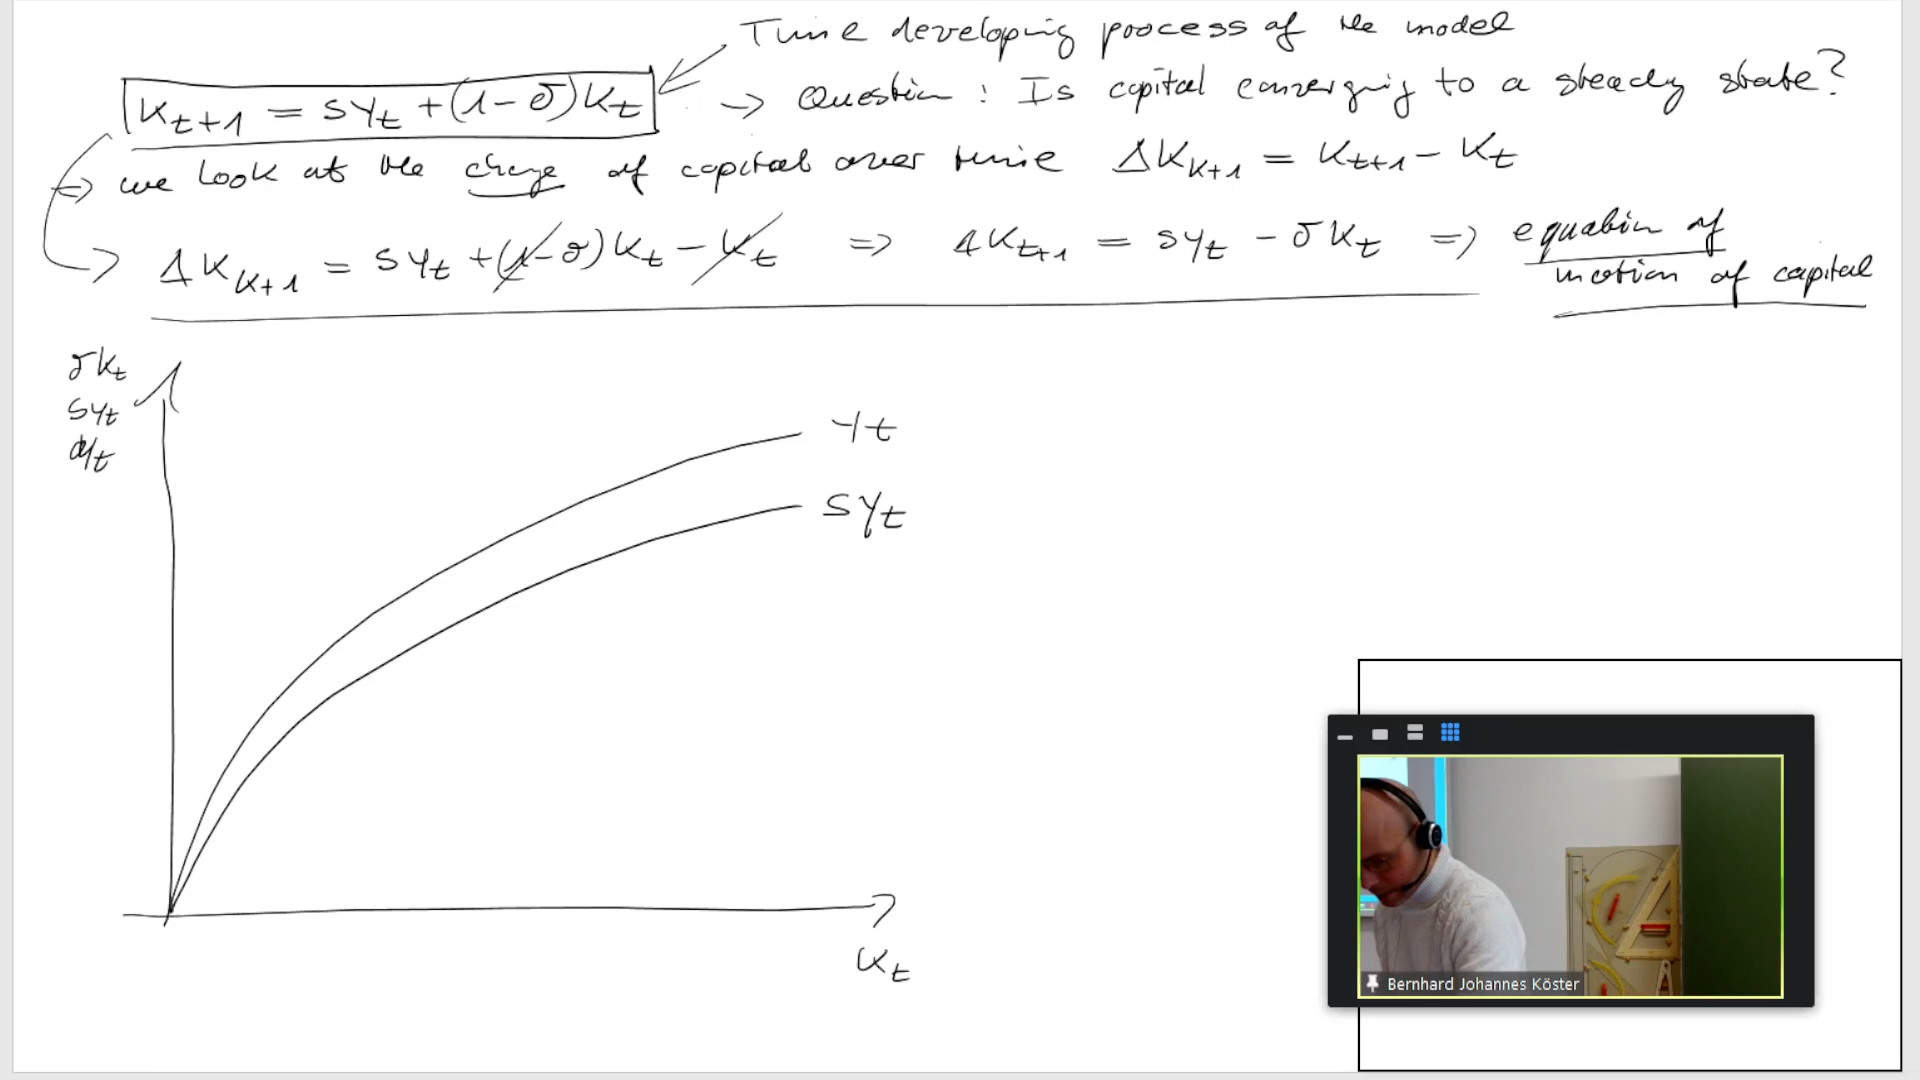 Time developing process of the model
K_{t+1} = sY_t + (1-δ)K_t → Question: Is capital converging to a steady state?
→ we look at the change of capital over time ΔK_{K+1} = K_{t+1} - K_t
→ ΔK_{K+1} = sY_t + (1-δ)K_t - K_t ⇒ ΔK_{t+1} = sY_t - δK_t ⇒ equation of
motion of capital
δK_t
sY_t
Y_t
Y_t
sY_t
K_t
Bernhard Johannes Köster